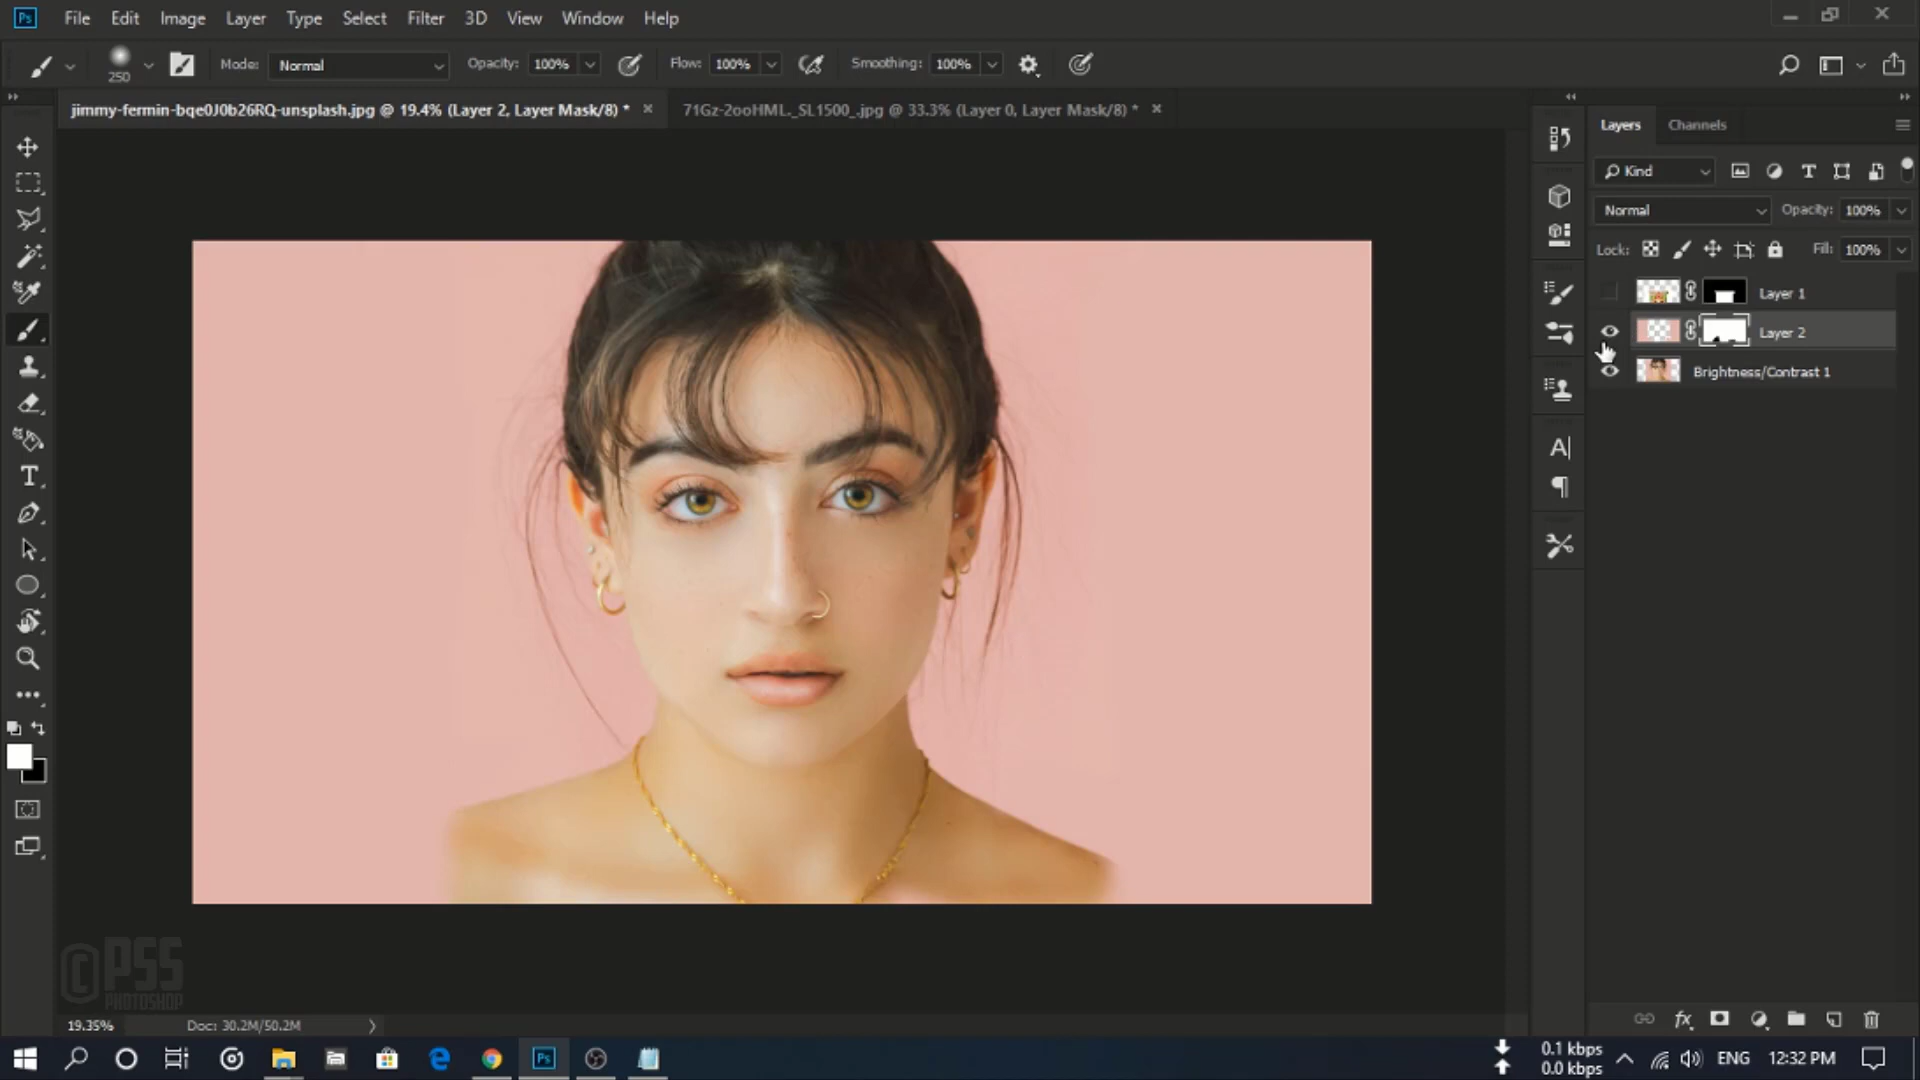 Ps File Edit Image Layer Type Select Filter 3D View Window Help
250 Mode: Normal Opacity: 100% Flow: 100% Smoothing: 100%
jimmy-fermin-bqe0J0b26RQ-unsplash.jpg @ 19.4% (Layer 2, Layer Mask/8) * 71Gz-2ooHML._SL1500_.jpg @ 33.3% (Layer 0, Layer Mask/8) *
Layers Channels
Kind
Normal Opacity: 100%
Lock: Fill: 100%
Layer 1
Layer 2
Brightness/Contrast 1
©PSS
PHOTOSHOP
19.35% Doc: 30.2M/50.2M
0.1 kbps
0.0 kbps
ENG 12:32 PM